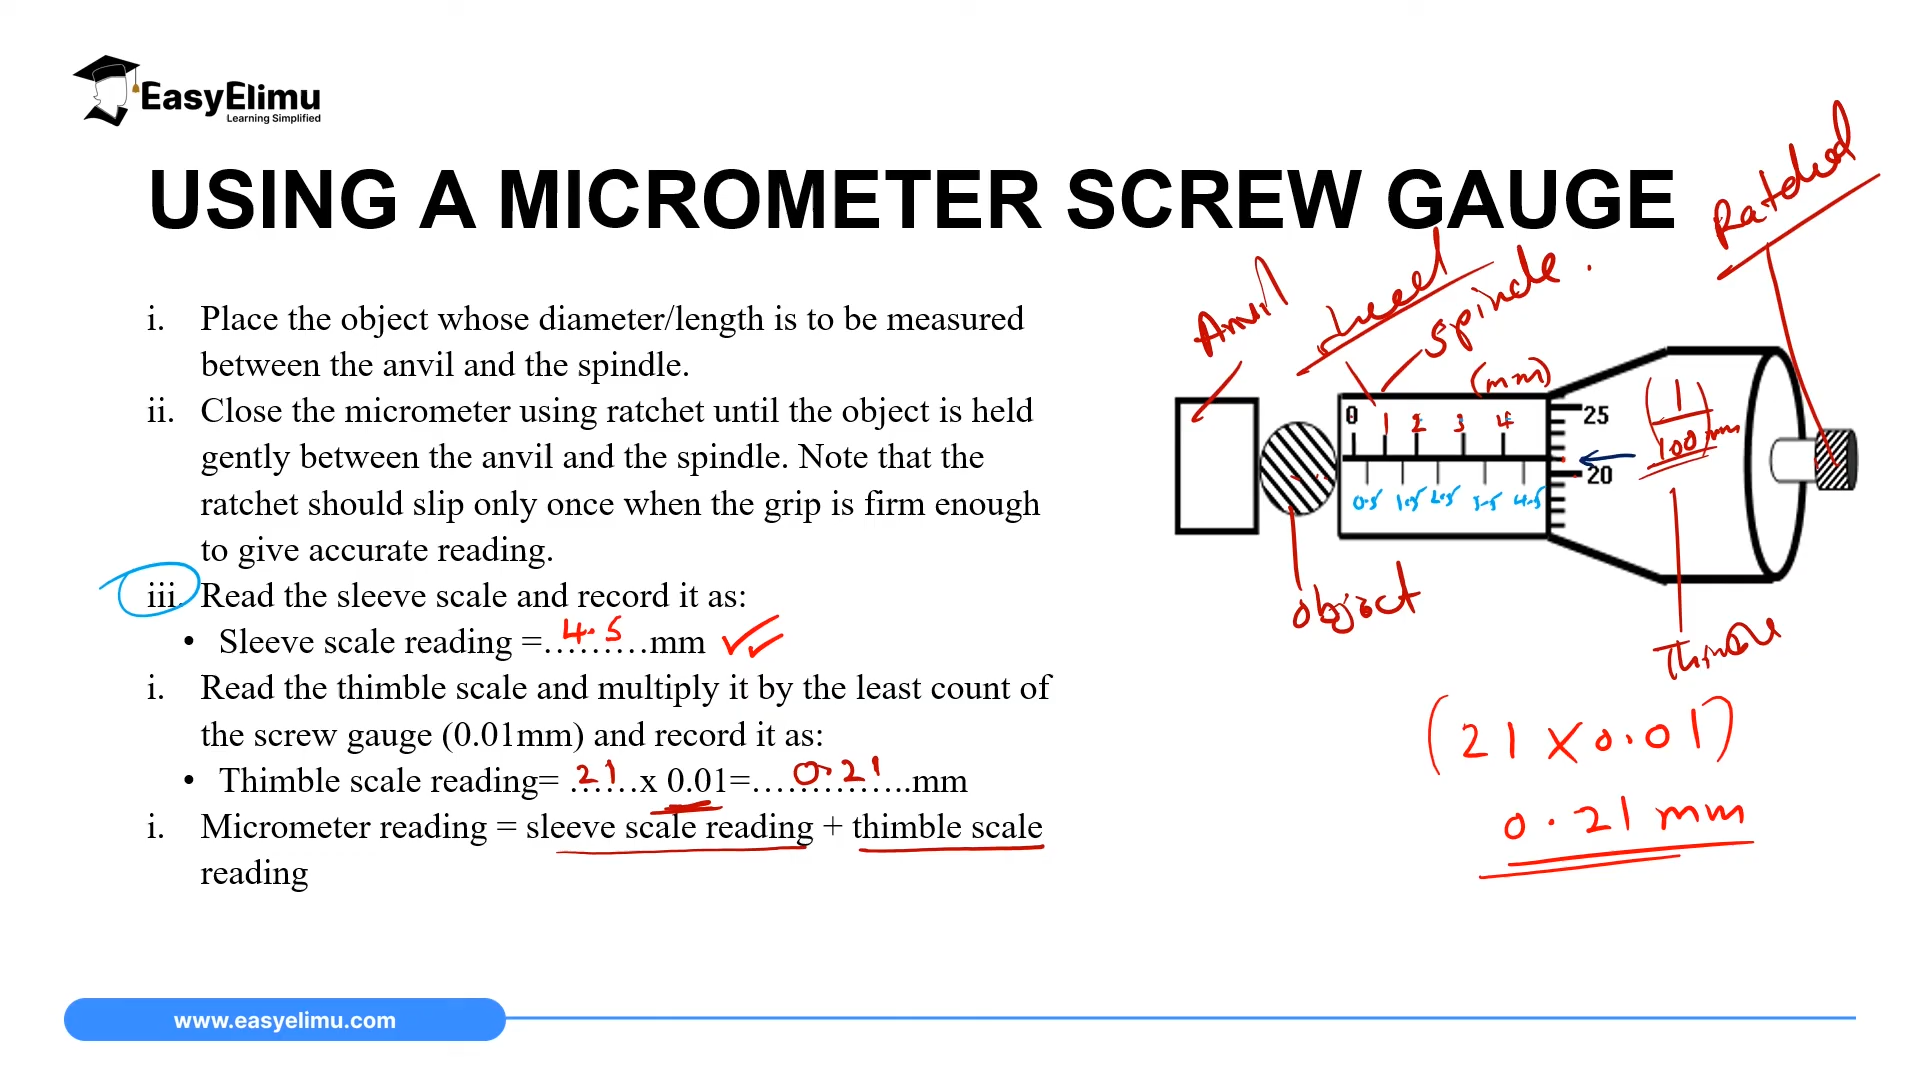 EasyElimu
Learning Simplified
USING A MICROMETER SCREW GAUGE
i. Place the object whose diameter/length is to be measured
between the anvil and the spindle.
ii. Close the micrometer using ratchet until the object is held
gently between the anvil and the spindle. Note that the
ratchet should slip only once when the grip is firm enough
to give accurate reading.
iii. Read the sleeve scale and record it as:
• Sleeve scale reading =...4.5...mm
i. Read the thimble scale and multiply it by the least count of
the screw gauge (0.01mm) and record it as:
• Thimble scale reading= 21 x 0.01=...0.21...mm
i. Micrometer reading = sleeve scale reading + thimble scale
reading
Anvil
Spindle.
(mm)
0 1 2 3 4
0.5 1.5 2.5 3.5 4.5
25
20
(1/100) mm
object
(21 X 0.01)
0.21 mm
www.easyelimu.com